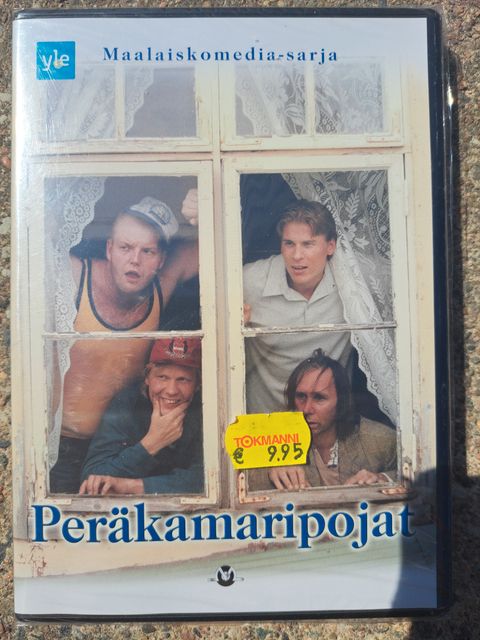 yle
Maalaiskomedia-sarja
TOKMANNI
€ 9.95
Peräkamaripojat